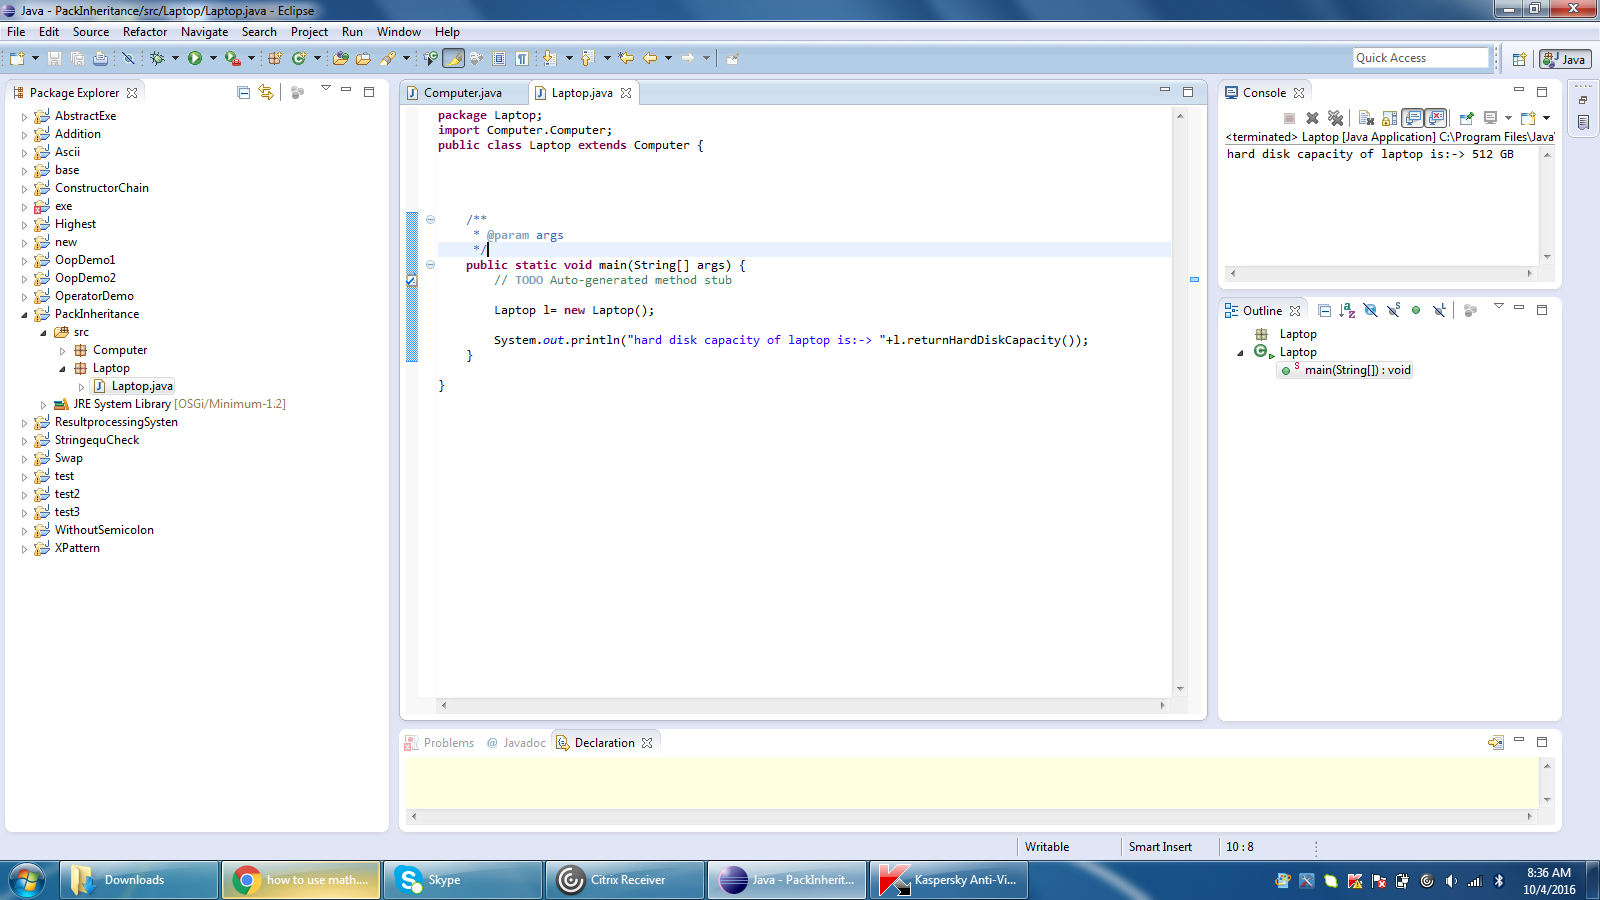 Java - PackInheritance/src/Laptop/Laptop.java - Eclipse
File Edit Source Refactor Navigate Search Project Run Window Help
Quick Access
Java
Package Explorer
AbstractExe
Addition
Ascii
base
ConstructorChain
exe
Highest
new
OopDemo1
OopDemo2
OperatorDemo
PackInheritance
src
Computer
Laptop
Laptop.java
JRE System Library [OSGi/Minimum-1.2]
ResultprocessingSysten
StringequCheck
Swap
test
test2
test3
WithoutSemicolon
XPattern
Computer.java
Laptop.java
package Laptop;
import Computer.Computer;
public class Laptop extends Computer {
/**
* @param args
*/
public static void main(String[] args) {
// TODO Auto-generated method stub
Laptop l= new Laptop();
System.out.println("hard disk capacity of laptop is:-> "+l.returnHardDiskCapacity());
}
}
Console
<terminated> Laptop [Java Application] C:\Program Files\Java\
hard disk capacity of laptop is:-> 512 GB
Outline
Laptop
Laptop
main(String[]) : void
Problems @ Javadoc Declaration
Writable Smart Insert 10 : 8
Downloads
how to use math....
Skype
Citrix Receiver
Java - PackInherit...
Kaspersky Anti-Vi...
8:36 AM
10/4/2016